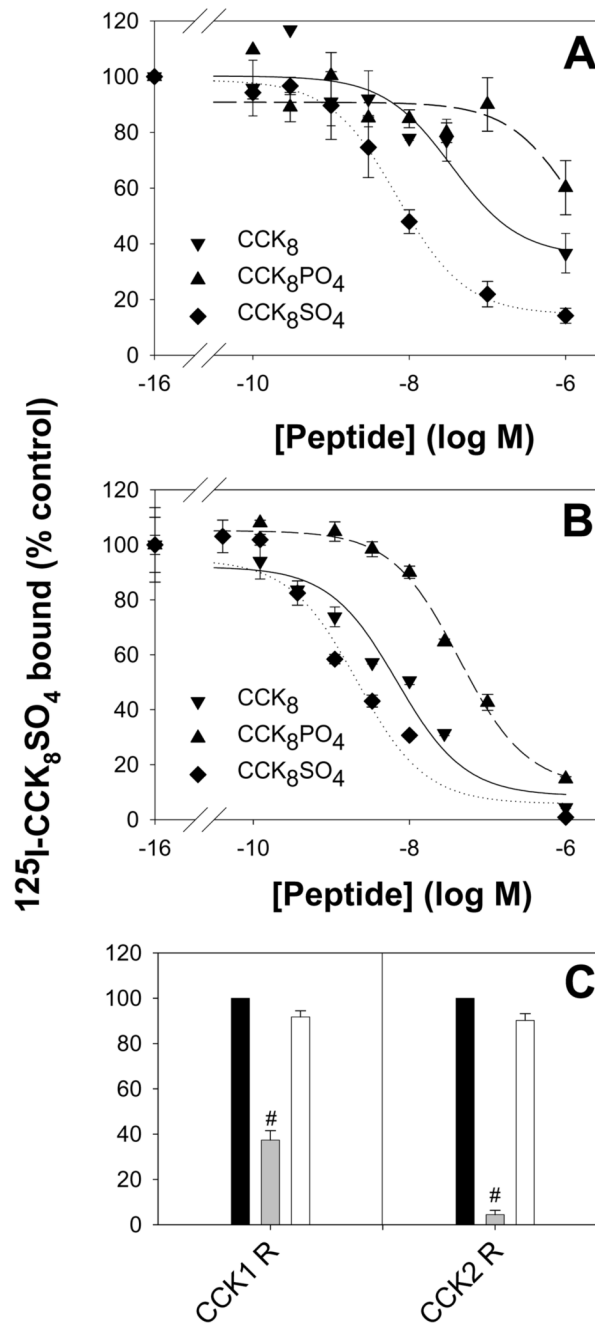 120
A
100
80
60
CCK8
40
CCK8PO4
20
CCK8SO4
0
-16 -10 -8 -6
[Peptide] (log M)
125I-CCK8SO4 bound (% control)
120
B
100
80
60
CCK8
40
CCK8PO4
20
CCK8SO4
0
-16 -10 -8 -6
[Peptide] (log M)
120
C
100
80
60
40
# #
20
0
CCK1 R CCK2 R